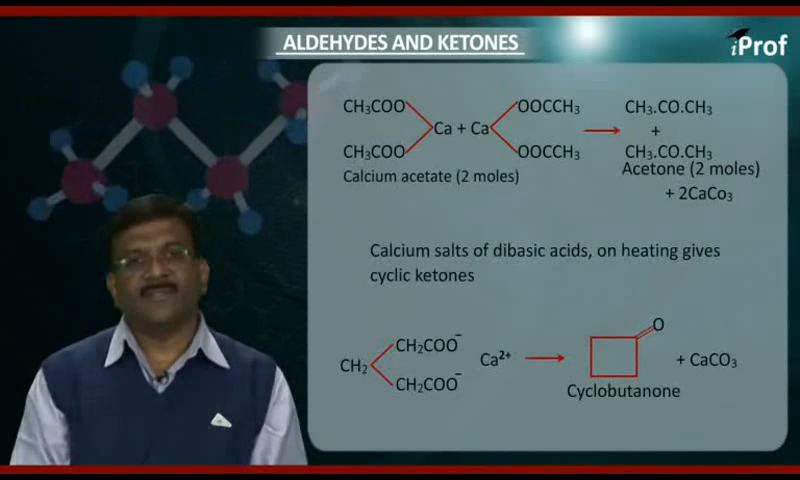 ALDEHYDES AND KETONES
iProf
CH₃COO OOCCH₃ CH₃.CO.CH₃
Ca + Ca +
CH₃COO OOCCH₃ CH₃.CO.CH₃
Calcium acetate (2 moles) Acetone (2 moles)
+ 2CaCo₃
Calcium salts of dibasic acids, on heating gives
cyclic ketones
O
CH₂COO⁻
CH₂ Ca²⁺ + CaCO₃
CH₂COO⁻
Cyclobutanone